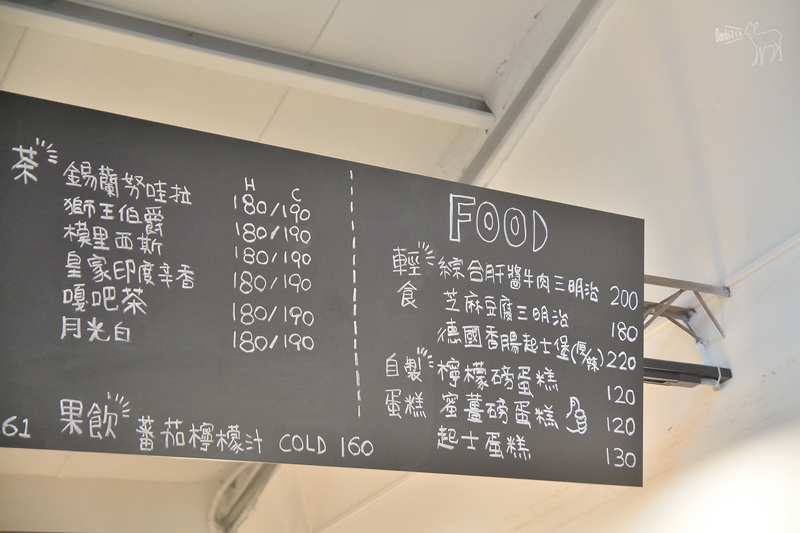 茶
H C
錫蘭努哇拉 180/190
獅王伯爵 180/190
模里西斯 180/190
皇家印度辛香 180/190
嘎吧茶 180/190
月光白 180/190
61
果飲 蕃茄檸檬汁 COLD 160
FOOD
輕食
綜合肝醬牛肉三明治 200
芝麻豆腐三明治 180
德國香腸起士堡(原味) 220
自製蛋糕
檸檬磅蛋糕 120
蜜薑磅蛋糕 120
起士蛋糕 130